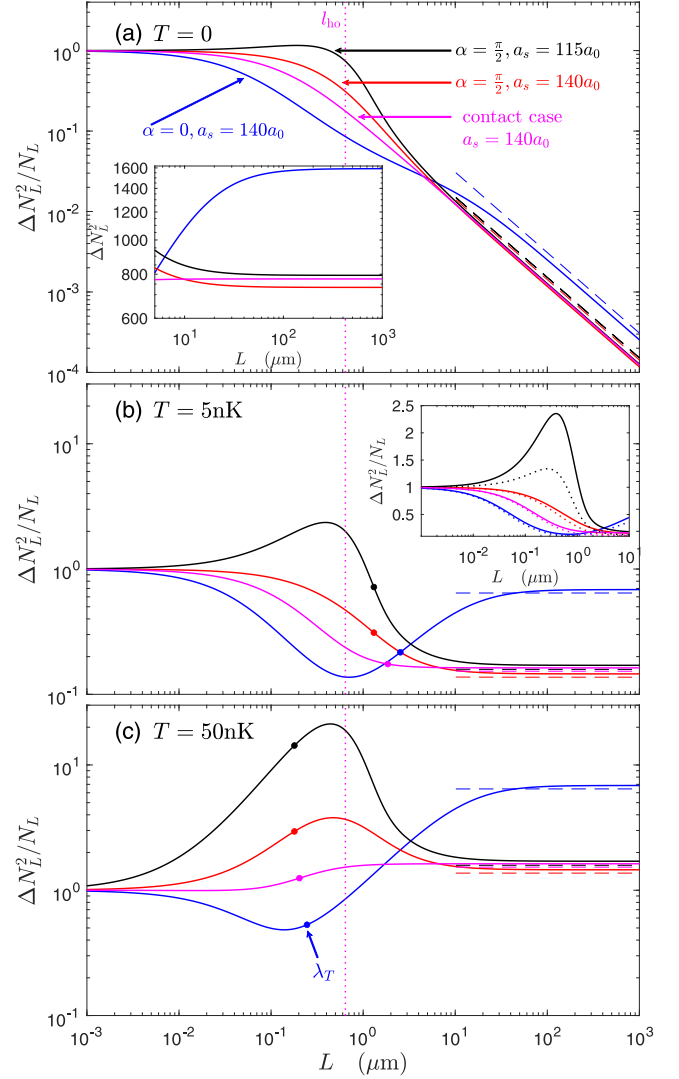 l_ho
(a) T = 0
α = π/2, a_s = 115a_0
α = π/2, a_s = 140a_0
contact case
a_s = 140a_0
α = 0, a_s = 140a_0
ΔN_L^2/N_L
10^0
10^-1
10^-2
10^-3
10^-4
ΔN_L^2
1600
1400
1200
1000
800
600
10^1 10^2 10^3
L (μm)
(b) T = 5nK
ΔN_L^2/N_L
10^1
10^0
10^-1
ΔN_L^2/N_L
2.5
2
1.5
1
0.5
10^-2 10^-1 10^0 10^1
L (μm)
(c) T = 50nK
ΔN_L^2/N_L
10^1
10^0
10^-1
λ_T
10^-3 10^-2 10^-1 10^0 10^1 10^2 10^3
L (μm)